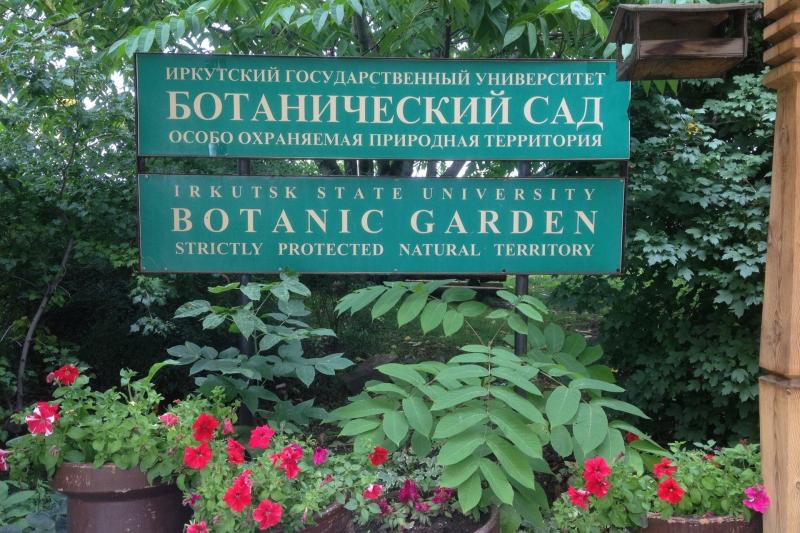 ИРКУТСКИЙ ГОСУДАРСТВЕННЫЙ УНИВЕРСИТЕТ
БОТАНИЧЕСКИЙ САД
ОСОБО ОХРАНЯЕМАЯ ПРИРОДНАЯ ТЕРРИТОРИЯ
IRKUTSK STATE UNIVERSITY
BOTANIC GARDEN
STRICTLY PROTECTED NATURAL TERRITORY